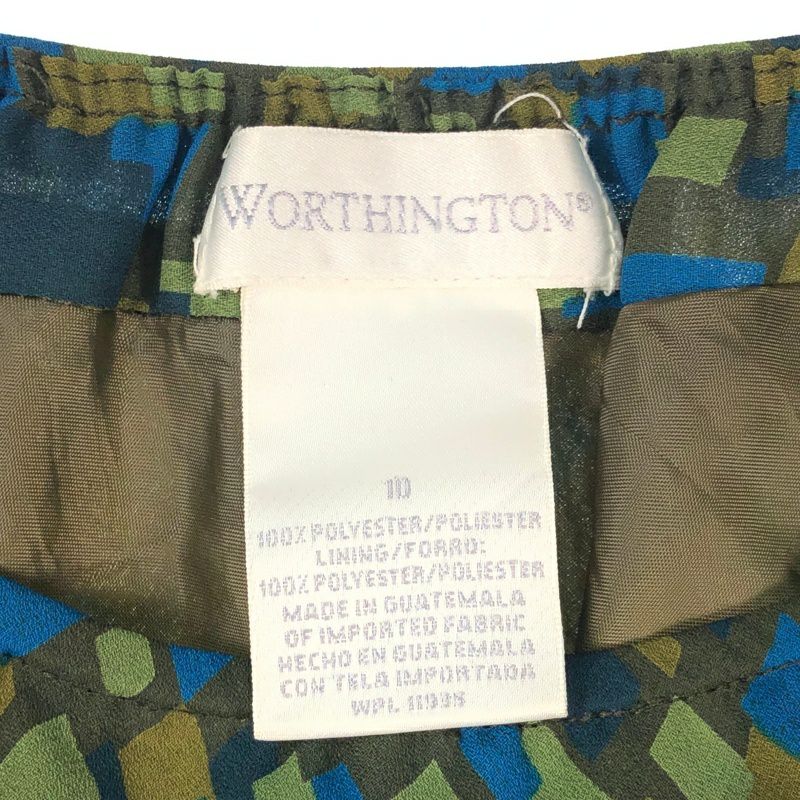 WORTHINGTON®
10
100% POLYESTER/POLIESTER
LINING/FORRO:
100% POLYESTER/POLIESTER
MADE IN GUATEMALA
OF IMPORTED FABRIC
HECHO EN GUATEMALA
CON TELA IMPORTADA
WPL 11935